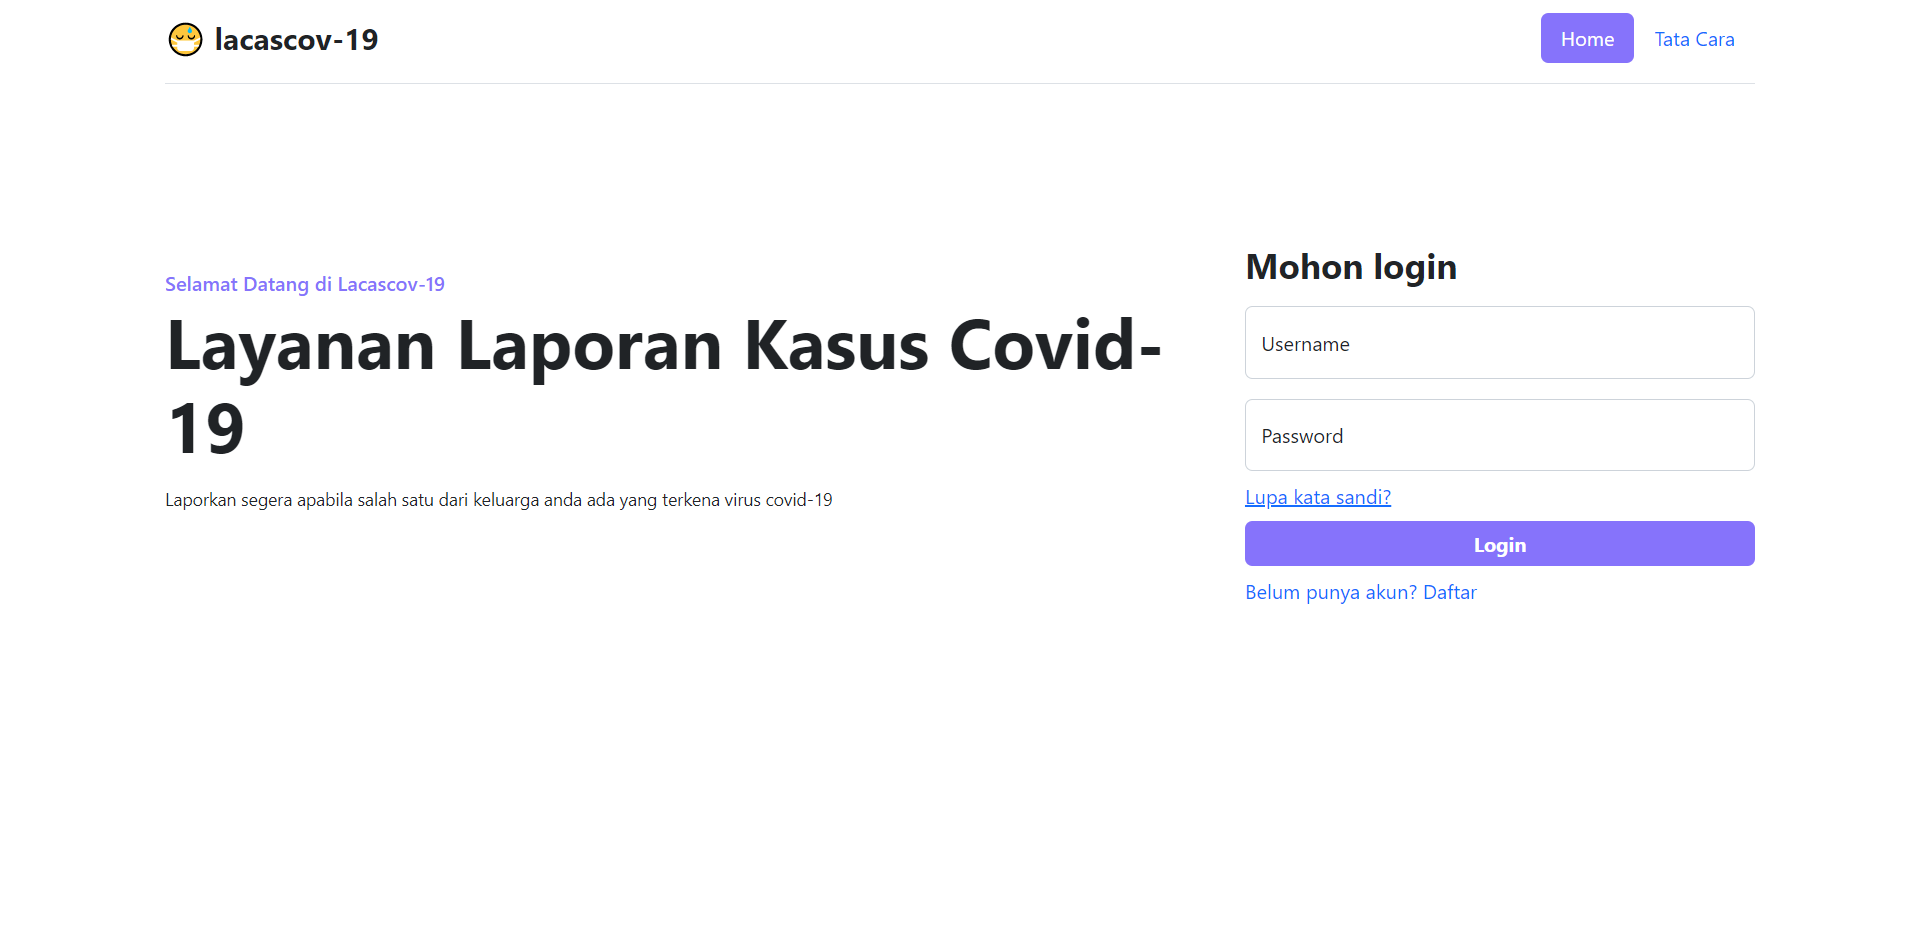 lacascov-19
Home
Tata Cara
Selamat Datang di Lacascov-19
Layanan Laporan Kasus Covid-
19
Laporkan segera apabila salah satu dari keluarga anda ada yang terkena virus covid-19
Mohon login
Username
Password
Lupa kata sandi?
Login
Belum punya akun? Daftar